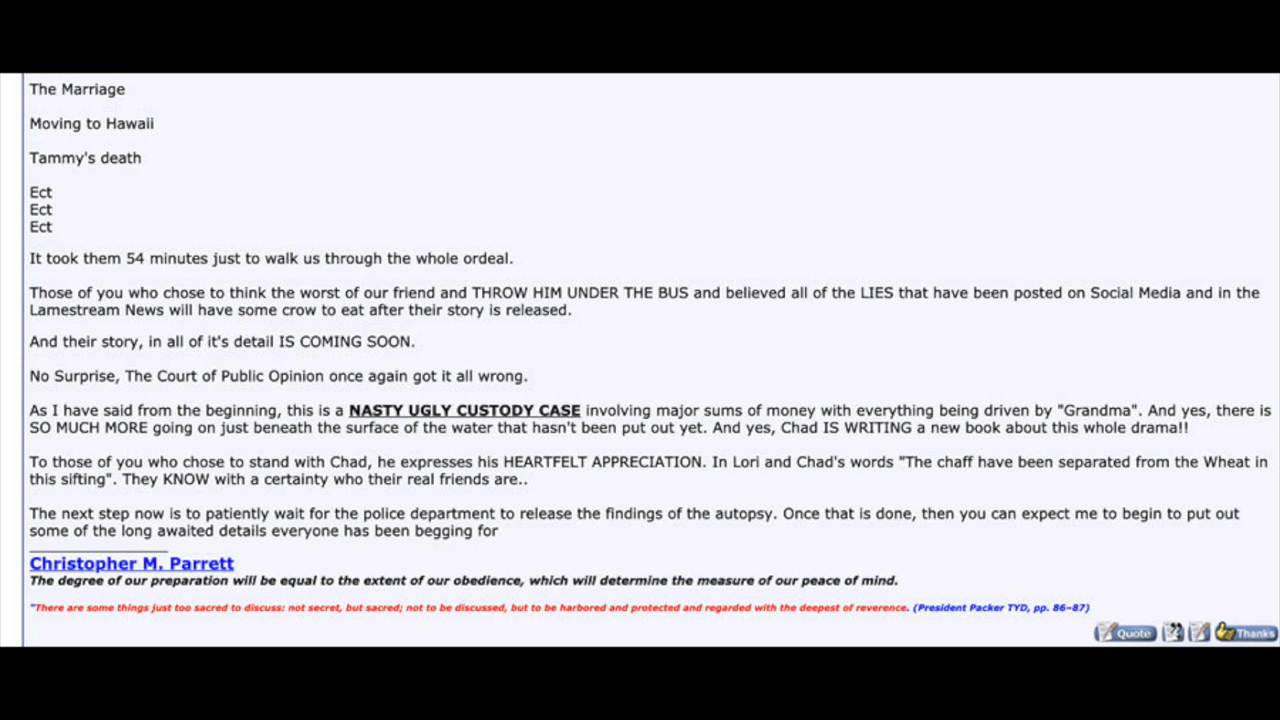 The Marriage
Moving to Hawaii
Tammy's death
Ect
Ect
Ect
It took them 54 minutes just to walk us through the whole ordeal.
Those of you who chose to think the worst of our friend and THROW HIM UNDER THE BUS and believed all of the LIES that have been posted on Social Media and in the
Lamestream News will have some crow to eat after their story is released.
And their story, in all of it's detail IS COMING SOON.
No Surprise, The Court of Public Opinion once again got it all wrong.
As I have said from the beginning, this is a NASTY UGLY CUSTODY CASE involving major sums of money with everything being driven by "Grandma". And yes, there is
SO MUCH MORE going on just beneath the surface of the water that hasn't been put out yet. And yes, Chad IS WRITING a new book about this whole drama!!
To those of you who chose to stand with Chad, he expresses his HEARTFELT APPRECIATION. In Lori and Chad's words "The chaff have been separated from the Wheat in
this sifting". They KNOW with a certainty who their real friends are..
The next step now is to patiently wait for the police department to release the findings of the autopsy. Once that is done, then you can expect me to begin to put out
some of the long awaited details everyone has been begging for
Christopher M. Parrett
The degree of our preparation will be equal to the extent of our obedience, which will determine the measure of our peace of mind.
"There are some things just too sacred to discuss: not secret, but sacred; not to be discussed, but to be harbored and protected and regarded with the deepest of reverence. (President Packer TYD, pp. 86–87)
Quote Thanks